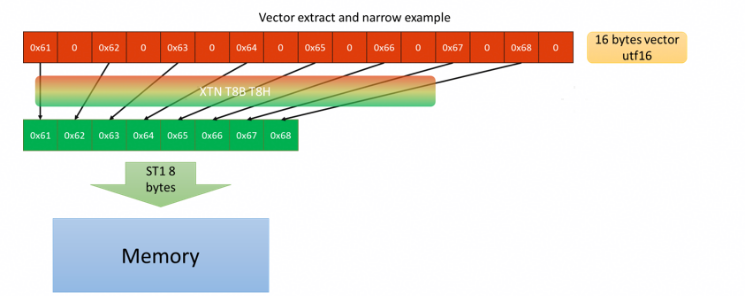 Vector extract and narrow example
0x61 0 0x62 0 0x63 0 0x64 0 0x65 0 0x66 0 0x67 0 0x68 0
16 bytes vector
utf16
XTN T8B T8H
0x61 0x62 0x63 0x64 0x65 0x66 0x67 0x68
ST1 8
bytes
Memory